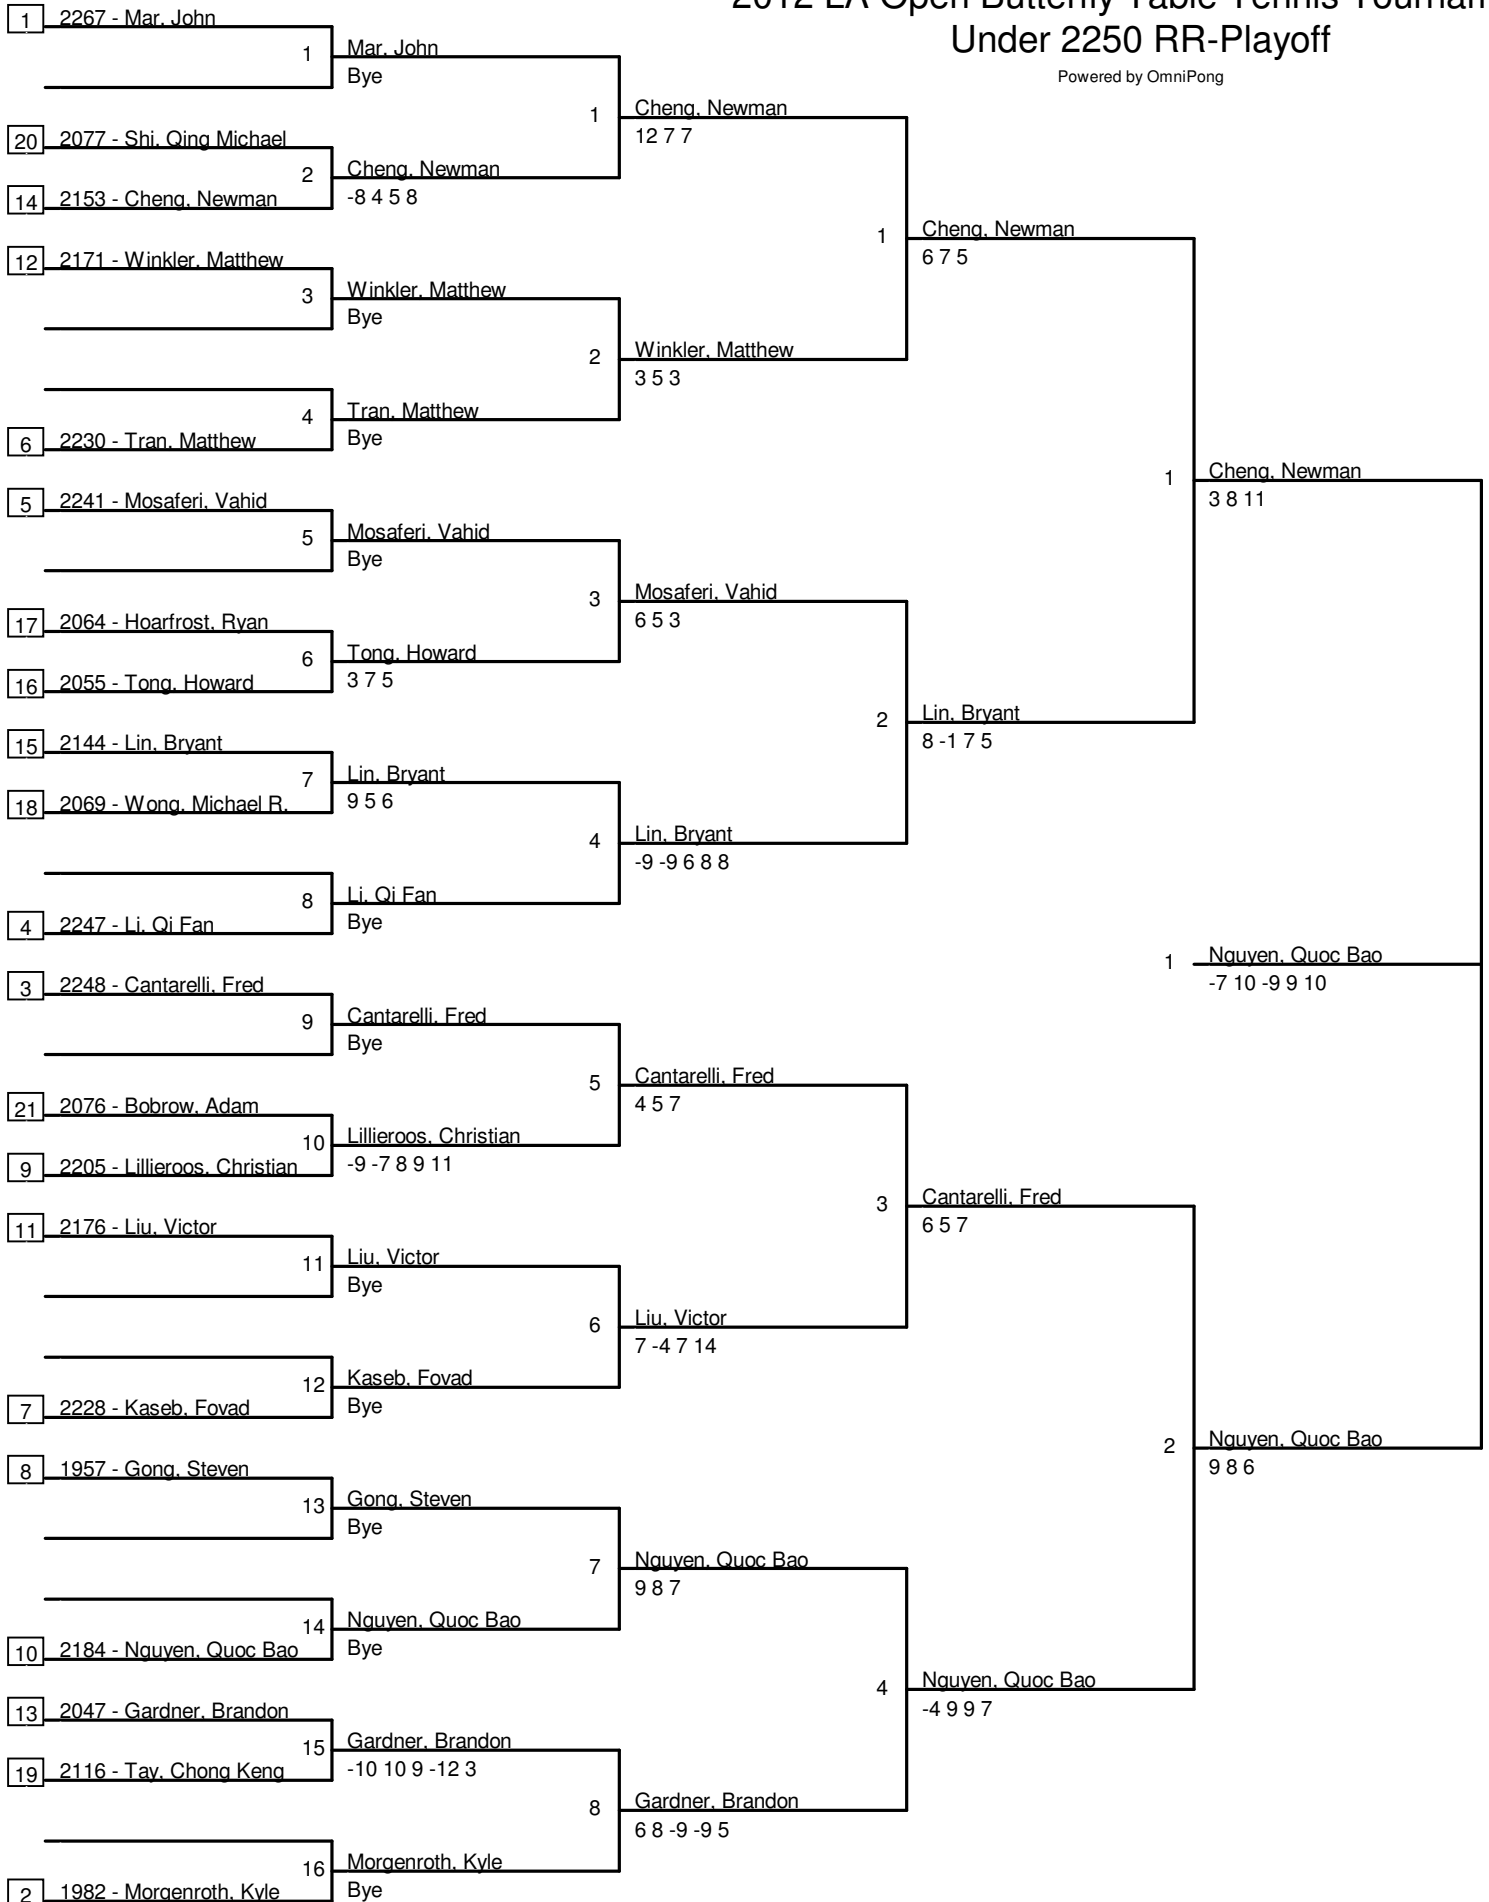 2012 LA Open Butterfly Table Tennis
Under 2250 RR-Playoff
Powered by OmniPong
1 2267 - Mar, John
1 Mar, John
Bye
1 Cheng, Newman
12 7 7
20 2077 - Shi, Qing Michael
2 Cheng, Newman
-8 4 5 8
14 2153 - Cheng, Newman
1 Cheng, Newman
6 7 5
12 2171 - Winkler, Matthew
3 Winkler, Matthew
Bye
2 Winkler, Matthew
3 5 3
4 Tran, Matthew
Bye
6 2230 - Tran, Matthew
1 Cheng, Newman
3 8 11
5 2241 - Mosaferi, Vahid
5 Mosaferi, Vahid
Bye
3 Mosaferi, Vahid
6 5 3
17 2064 - Hoarfrost, Ryan
6 Tong, Howard
3 7 5
16 2055 - Tong, Howard
2 Lin, Bryant
8 -1 7 5
15 2144 - Lin, Bryant
7 Lin, Bryant
9 5 6
18 2069 - Wong, Michael R.
4 Lin, Bryant
-9 -9 6 8 8
8 Li, Qi Fan
Bye
4 2247 - Li, Qi Fan
1 Nguyen, Quoc Bao
-7 10 -9 9 10
3 2248 - Cantarelli, Fred
9 Cantarelli, Fred
Bye
5 Cantarelli, Fred
4 5 7
21 2076 - Bobrow, Adam
10 Lillieroos, Christian
-9 -7 8 9 11
9 2205 - Lillieroos, Christian
3 Cantarelli, Fred
6 5 7
11 2176 - Liu, Victor
11 Liu, Victor
Bye
6 Liu, Victor
7 -4 7 14
12 Kaseb, Fovad
Bye
7 2228 - Kaseb, Fovad
2 Nguyen, Quoc Bao
9 8 6
8 1957 - Gong, Steven
13 Gong, Steven
Bye
7 Nguyen, Quoc Bao
9 8 7
14 Nguyen, Quoc Bao
Bye
10 2184 - Nguyen, Quoc Bao
4 Nguyen, Quoc Bao
-4 9 9 7
13 2047 - Gardner, Brandon
15 Gardner, Brandon
-10 10 9 -12 3
19 2116 - Tay, Chong Keng
8 Gardner, Brandon
6 8 -9 -9 5
16 Morgenroth, Kyle
Bye
2 1982 - Morgenroth, Kyle